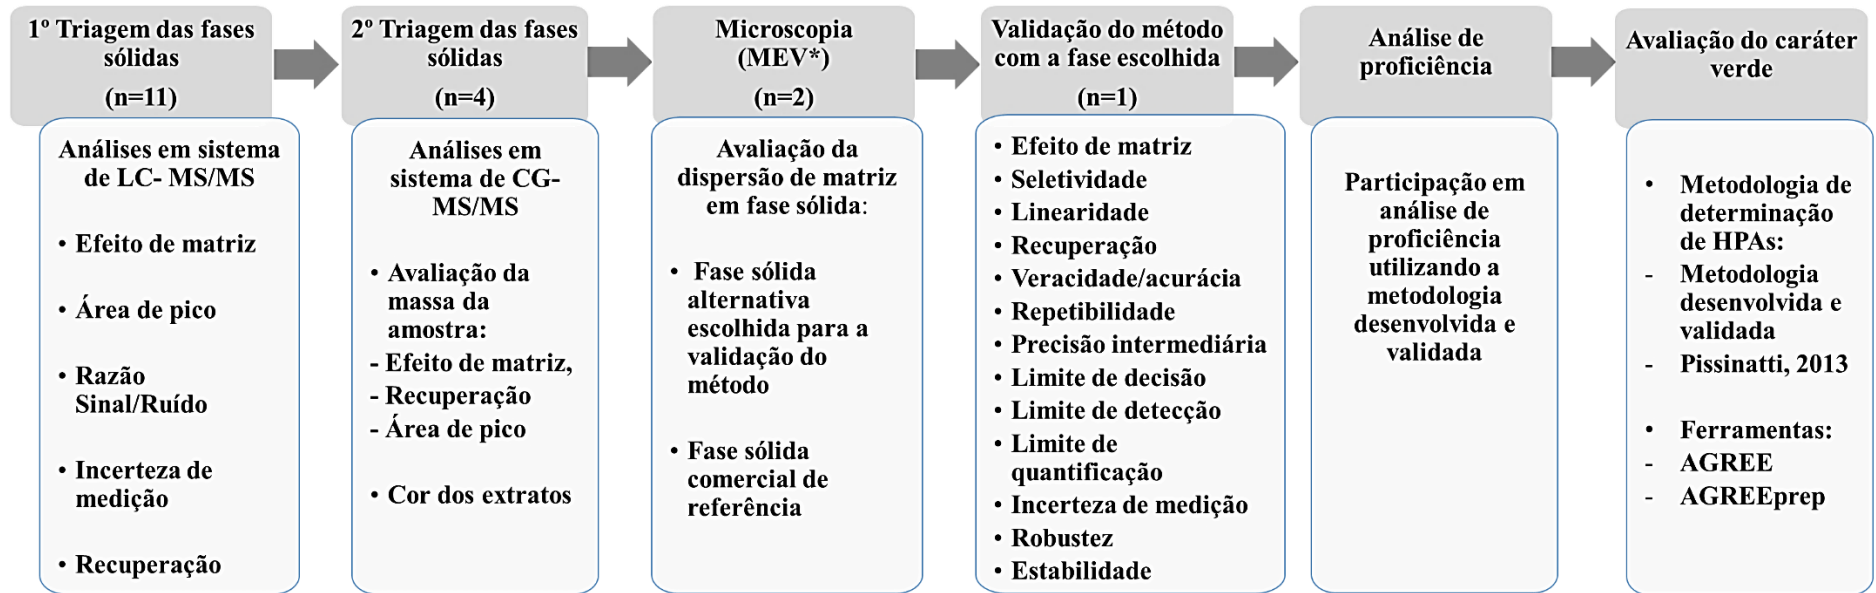 1º Triagem das fases
sólidas
(n=11)
Análises em sistema
de LC- MS/MS
• Efeito de matriz
• Área de pico
• Razão
Sinal/Ruído
• Incerteza de
medição
• Recuperação
2º Triagem das fases
sólidas
(n=4)
Análises em
sistema de CG-
MS/MS
• Avaliação da
massa da
amostra:
- Efeito de matriz,
- Recuperação
- Área de pico
• Cor dos extratos
Microscopia
(MEV*)
(n=2)
Avaliação da
dispersão de matriz
em fase sólida:
• Fase sólida
alternativa
escolhida para a
validação do
método
• Fase sólida
comercial de
referência
Validação do método
com a fase escolhida
(n=1)
• Efeito de matriz
• Seletividade
• Linearidade
• Recuperação
• Veracidade/acurácia
• Repetibilidade
• Precisão intermediária
• Limite de decisão
• Limite de detecção
• Limite de
quantificação
• Incerteza de medição
• Robustez
• Estabilidade
Análise de
proficiência
Participação em
análise de
proficiência
utilizando a
metodologia
desenvolvida e
validada
Avaliação do caráter
verde
• Metodologia de
determinação
de HPAs:
- Metodologia
desenvolvida e
validada
- Pissinatti, 2013
• Ferramentas:
- AGREE
- AGREEprep